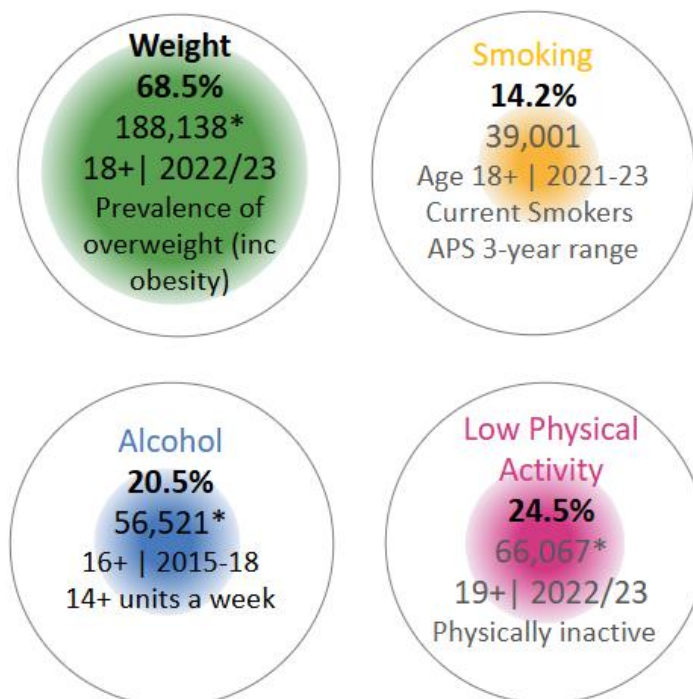 Weight
68.5%
188,138*
18+| 2022/23
Prevalence of
overweight (inc
obesity)
Smoking
14.2%
39,001
Age 18+ | 2021-23
Current Smokers
APS 3-year range
Alcohol
20.5%
56,521*
16+ | 2015-18
14+ units a week
Low Physical
Activity
24.5%
66,067*
19+| 2022/23
Physically inactive